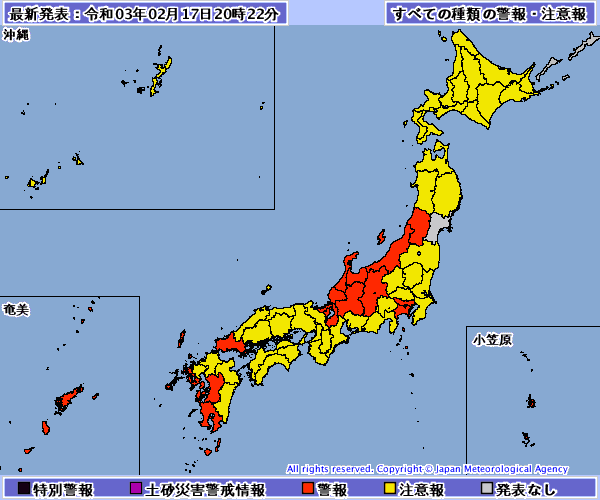 最新発表：令和03年02月17日20時22分
すべての種類の警報・注意報
沖縄
奄美
小笠原
All rights reserved. Copyright © Japan Meteorological Agency
特別警報 土砂災害警戒情報 警報 注意報 発表なし